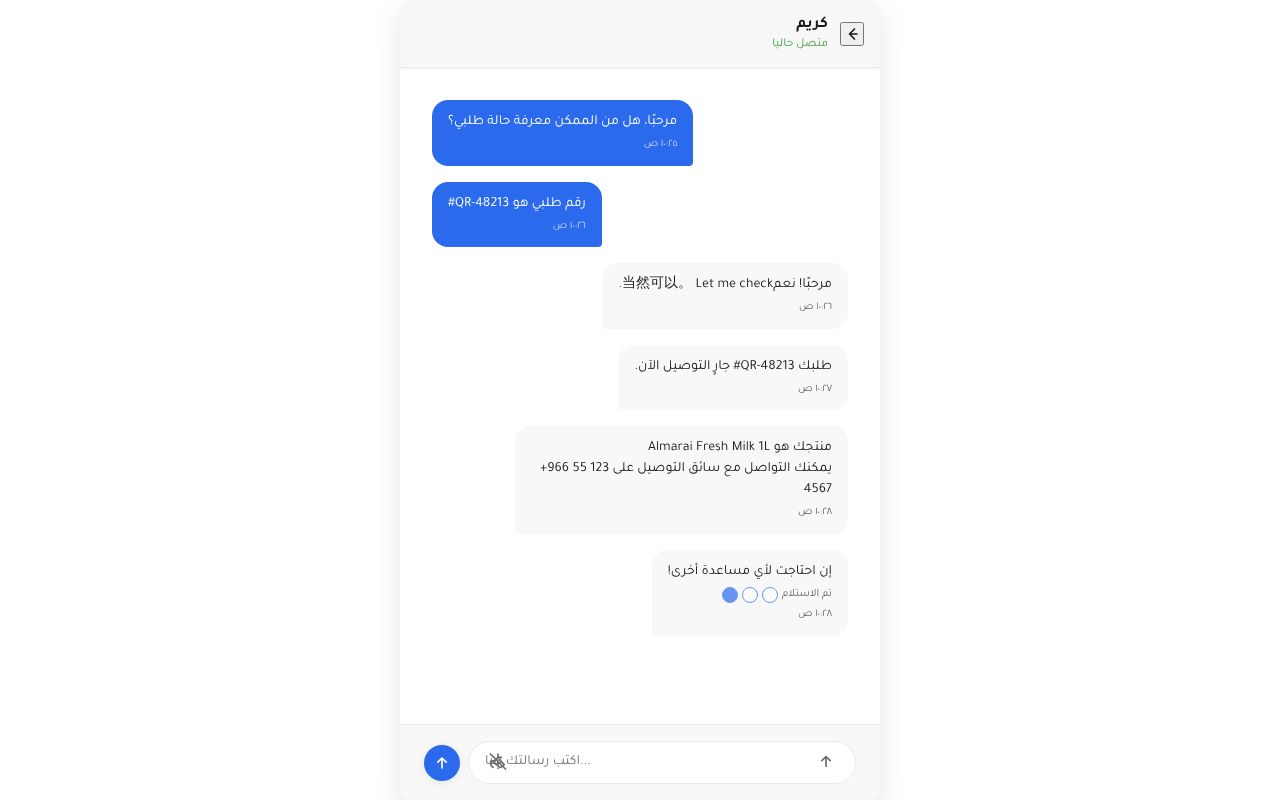 كريم
متصل حاليا
مرحبًا، هل من الممكن معرفة حالة طلبي؟
١٠:٢٥ ص
رقم طلبي هو QR-48213#
١٠:٢٦ ص
مرحبًا! نعمLet me check 。当然可以.
١٠:٢٦ ص
طلبك QR-48213# جارٍ التوصيل الآن.
١٠:٢٧ ص
منتجك هو Almarai Fresh Milk 1L
يمكنك التواصل مع سائق التوصيل على 123 55 966+
4567
١٠:٢٨ ص
إن احتاجت لأي مساعدة أخرى!
تم الاستلام
١٠:٢٨ ص
اكتب رسالتك...